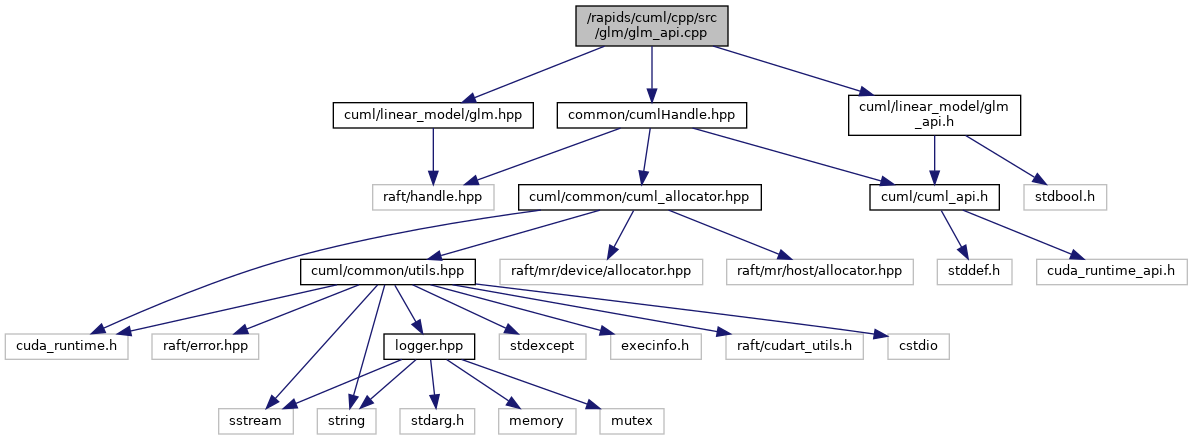 /rapids/cuml/cpp/src
/glm/glm_api.cpp
cuml/linear_model/glm.hpp
common/cumlHandle.hpp
cuml/linear_model/glm
_api.h
raft/handle.hpp
cuml/common/cuml_allocator.hpp
cuml/cuml_api.h
stdbool.h
cuml/common/utils.hpp
raft/mr/device/allocator.hpp
raft/mr/host/allocator.hpp
stddef.h
cuda_runtime_api.h
cuda_runtime.h
raft/error.hpp
logger.hpp
stdexcept
execinfo.h
raft/cudart_utils.h
cstdio
sstream
string
stdarg.h
memory
mutex